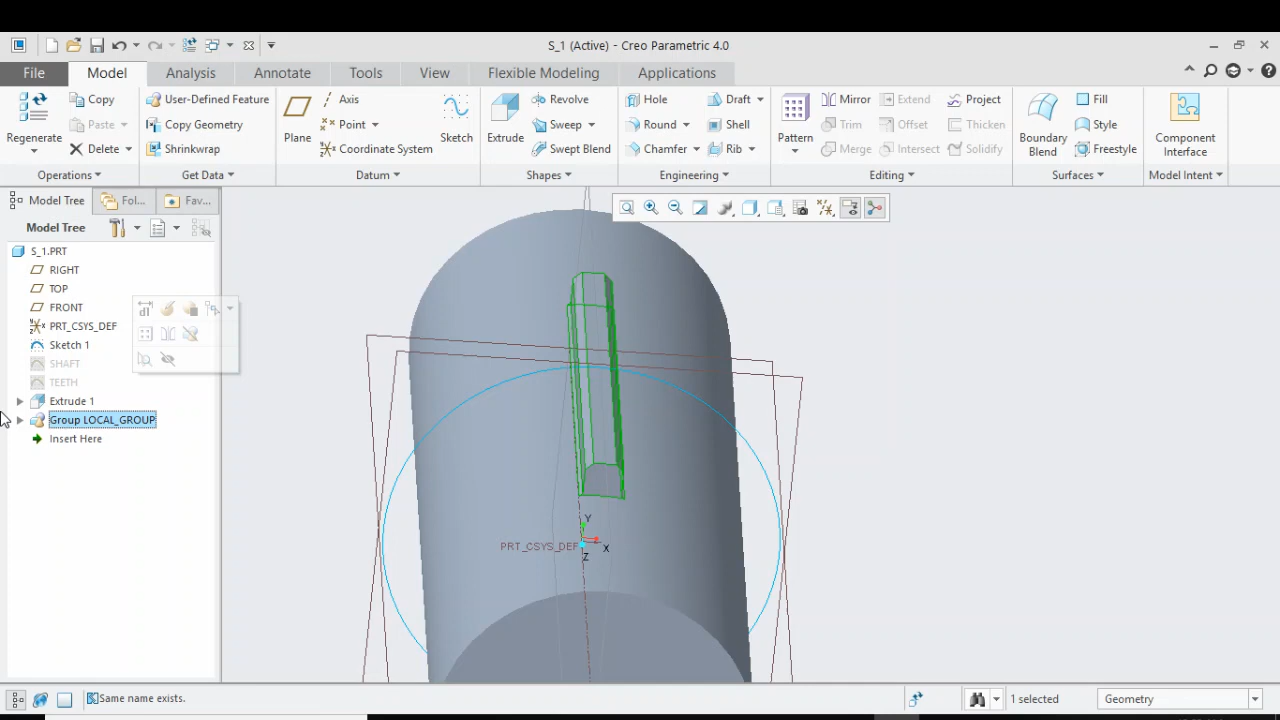 S_1 (Active) - Creo Parametric 4.0
File Model Analysis Annotate Tools View Flexible Modeling Applications
Regenerate
Copy
Paste
Delete
Operations
User-Defined Feature
Copy Geometry
Shrinkwrap
Get Data
Plane
Axis
Point
Coordinate System
Datum
Sketch
Extrude
Revolve
Sweep
Swept Blend
Shapes
Hole
Round
Chamfer
Draft
Shell
Rib
Engineering
Pattern
Mirror
Trim
Merge
Extend
Offset
Intersect
Project
Thicken
Solidify
Editing
Boundary
Blend
Fill
Style
Freestyle
Surfaces
Component
Interface
Model Intent
Model Tree Fol... Fav...
Model Tree
S_1.PRT
RIGHT
TOP
FRONT
PRT_CSYS_DEF
Sketch 1
SHAFT
TEETH
Extrude 1
Group LOCAL_GROUP
Insert Here
Y
PRT_CSYS_DEF
X
Z
Same name exists.
1 selected
Geometry